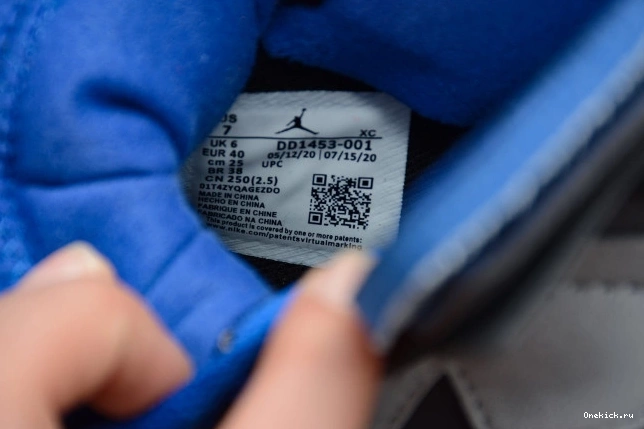 US
7 XC
UK 6 DD1453-001
EUR 40 05/12/20 07/15/20
cm 25 UPC
BR 38
CN 250(2.5)
01T4ZYQAGEZDO
MADE IN CHINA
HECHO EN CHINA
FABRIQUE EN CHINE
FABRICADO NA CHINA
This product is covered by one or more patents:
www.nike.com/patentsvirtualmarking
Onekick.ru